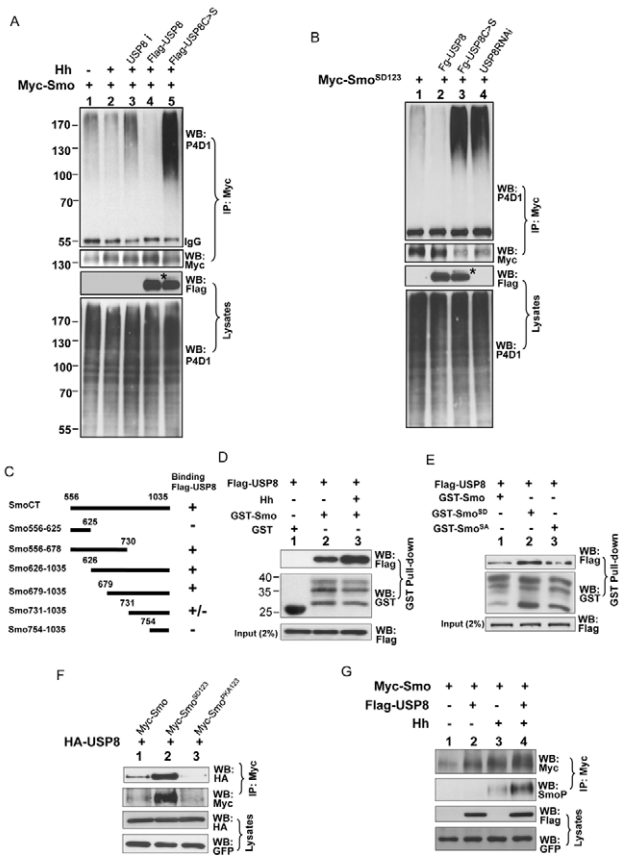 A
USP8 i
Flag-USP8
Flag-USP8C>S
Hh - + + + +
Myc-Smo + + + + +
1 2 3 4 5
170
130
100
70
55
130
WB: P4D1
IgG
WB: Myc
IP: Myc
*
WB: Flag
170
130
100
70
55
WB: P4D1
Lysates
B
Fg-USP8
Fg-USP8C>S
USP8RNAi
Myc-SmoSD123 + + + +
1 2 3 4
WB: P4D1
WB: Myc
IP: Myc
*
WB: Flag
WB: P4D1
Lysates
C
Binding
Flag-USP8
556 1035
SmoCT +
625
Smo556-625 -
730
Smo556-678 +
626
Smo626-1035 +
679
Smo679-1035 +
731
Smo731-1035 +/-
754
Smo754-1035 -
D
Flag-USP8 + + +
Hh - - +
GST-Smo - + +
GST + - -
1 2 3
WB: Flag
40
35
25
WB: GST
GST Pull-down
Input (2%)
WB: Flag
E
Flag-USP8 + + +
GST-Smo + - -
GST-SmoSD - + -
GST-SmoSA - - +
1 2 3
WB: Flag
WB: GST
GST Pull-down
Input (2%)
WB: Flag
F
Myc-Smo
Myc-SmoSD123
Myc-SmoPKA123
HA-USP8 + + +
1 2 3
WB: HA
WB: Myc
IP: Myc
WB: HA
WB: GFP
Lysates
G
Myc-Smo + + + +
Flag-USP8 - + - +
Hh - - + +
1 2 3 4
WB: Myc
WB: SmoP
IP: Myc
WB: Flag
WB: GFP
Lysates